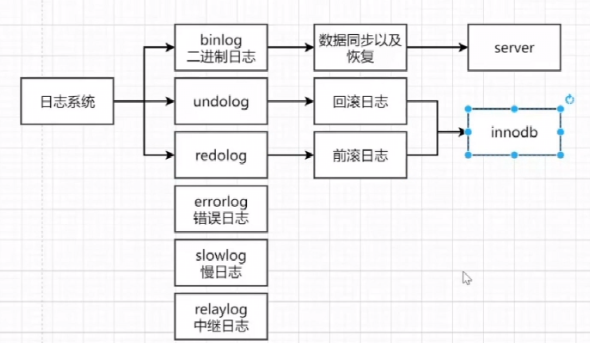 binlog
二进制日志
数据同步以及
恢复
server
日志系统
undolog
回滚日志
innodb
redolog
前滚日志
errorlog
错误日志
slowlog
慢日志
relaylog
中继日志